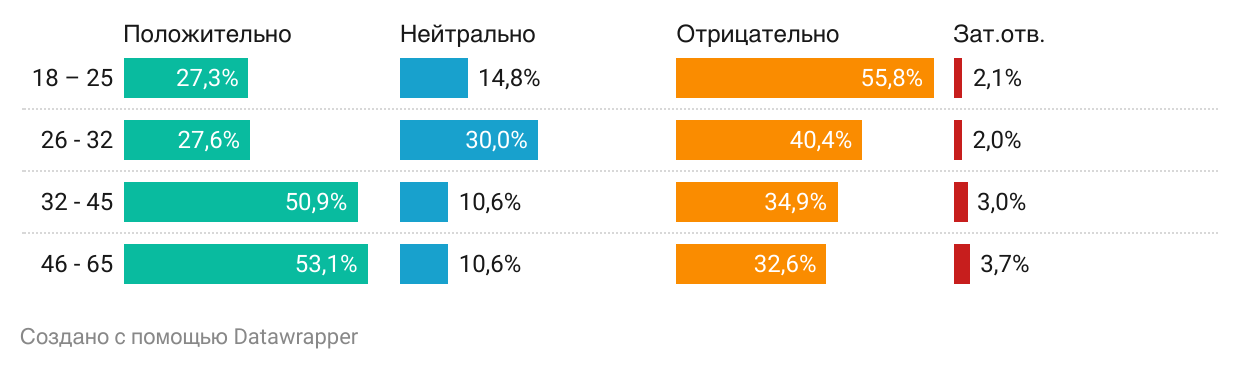 Положительно Нейтрально Отрицательно Зат.отв.
18 – 25 27,3% 14,8% 55,8% 2,1%
26 - 32 27,6% 30,0% 40,4% 2,0%
32 - 45 50,9% 10,6% 34,9% 3,0%
46 - 65 53,1% 10,6% 32,6% 3,7%
Создано с помощью Datawrapper